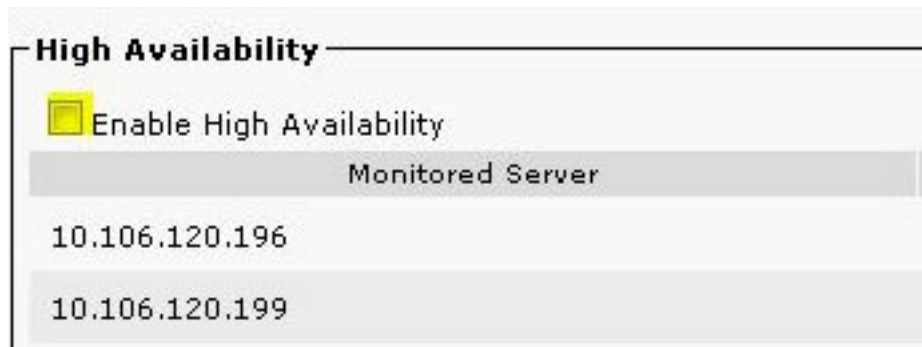 High Availability
Enable High Availability
Monitored Server
10.106.120.196
10.106.120.199